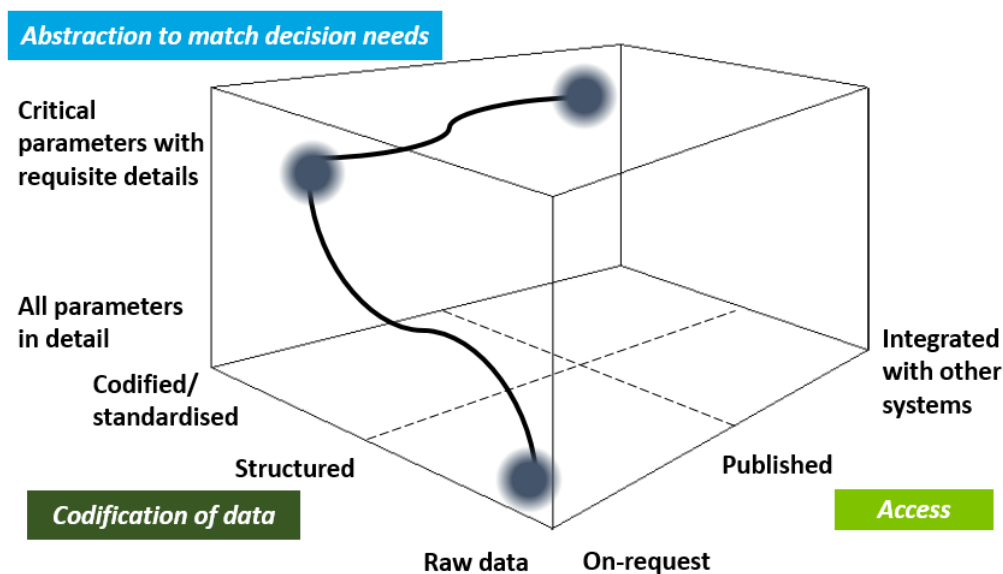 Abstraction to match decision needs
Critical
parameters with
requisite details
All parameters
in detail
Codified/
standardised
Structured
Raw data
Codification of data
On-request
Published
Integrated
with other
systems
Access